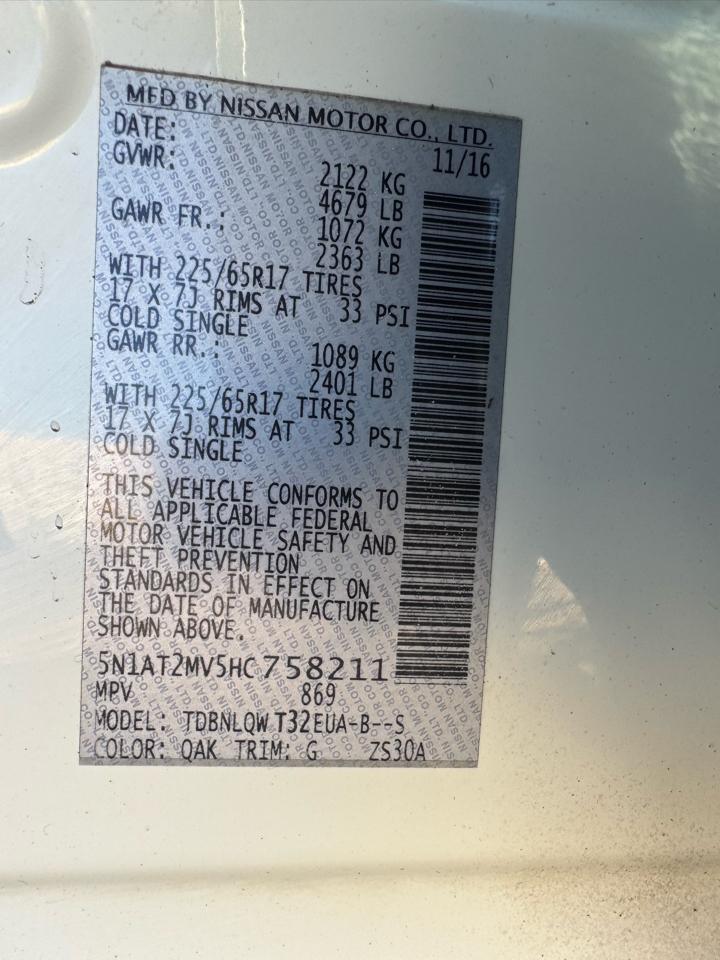 MFD BY NISSAN MOTOR CO., LTD.
DATE: 11/16
GVWR: 2122 KG
4679 LB
GAWR FR.: 1072 KG
2363 LB
WITH 225/65R17 TIRES
17 X 7J RIMS AT 33 PSI
COLD SINGLE
GAWR RR.: 1089 KG
2401 LB
WITH 225/65R17 TIRES
17 X 7J RIMS AT 33 PSI
COLD SINGLE
THIS VEHICLE CONFORMS TO
ALL APPLICABLE FEDERAL
MOTOR VEHICLE SAFETY AND
THEFT PREVENTION
STANDARDS IN EFFECT ON
THE DATE OF MANUFACTURE
SHOWN ABOVE.
5N1AT2MV5HC758211
MPV 869
MODEL: TDBNLQW T32EUA-B--S
COLOR: QAK TRIM: G ZS30A